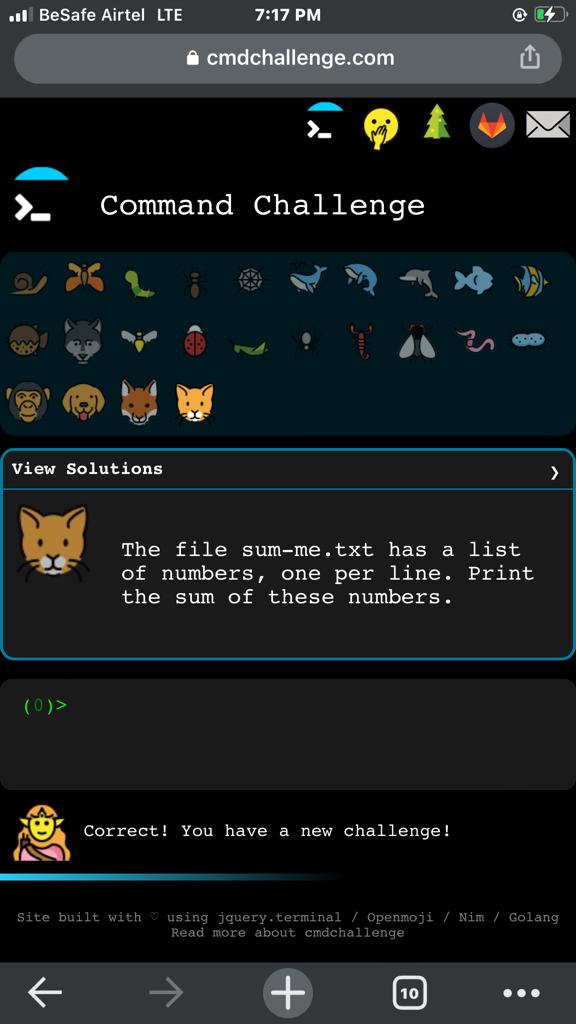 BeSafe Airtel LTE 7:17 PM
cmdchallenge.com
Command Challenge
View Solutions
The file sum-me.txt has a list
of numbers, one per line. Print
the sum of these numbers.
(0)>
Correct! You have a new challenge!
Site built with ♡ using jquery.terminal / Openmoji / Nim / Golang
Read more about cmdchallenge
10